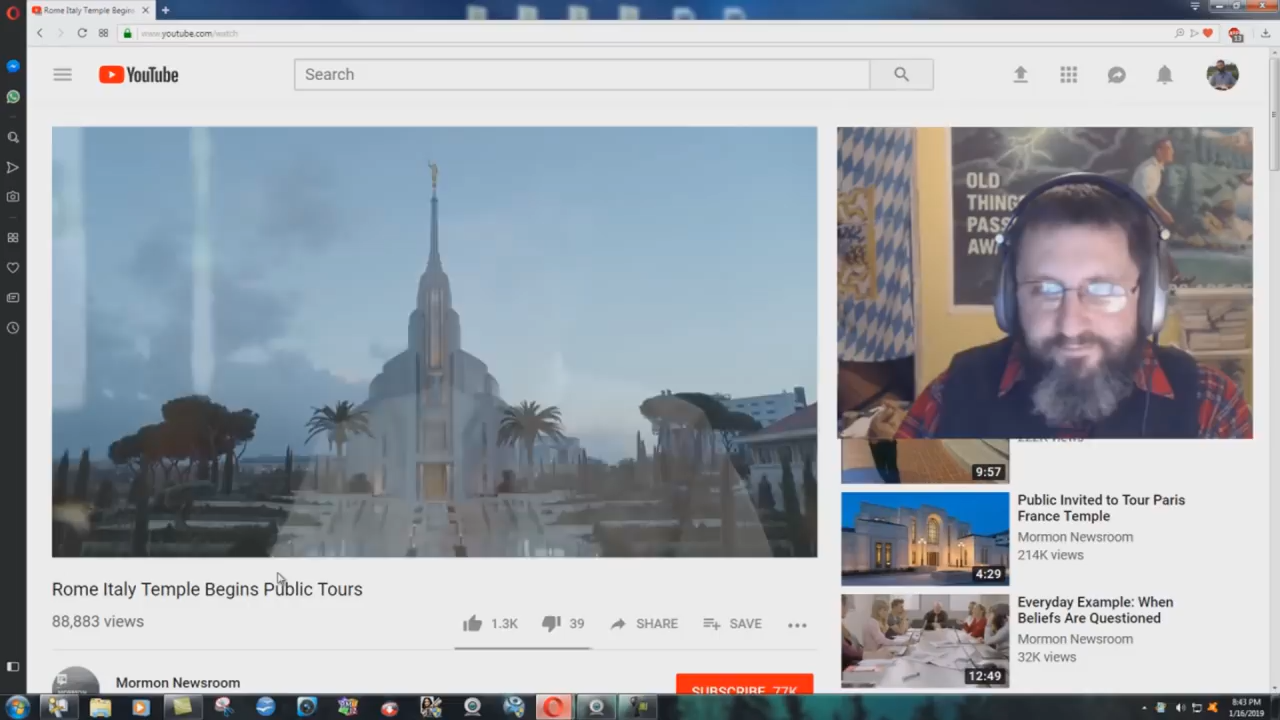 Rome Italy Temple Begins
www.youtube.com/watch
YouTube
Search
OLD
THINGS
PASS
AWA
9:57
Public Invited to Tour Paris
France Temple
Mormon Newsroom
214K views
4:29
Everyday Example: When
Beliefs Are Questioned
Mormon Newsroom
32K views
12:49
Rome Italy Temple Begins Public Tours
88,883 views
1.3K
39
SHARE
SAVE
Mormon Newsroom
SUBSCRIBE 77K
8:43 PM
1/16/2019